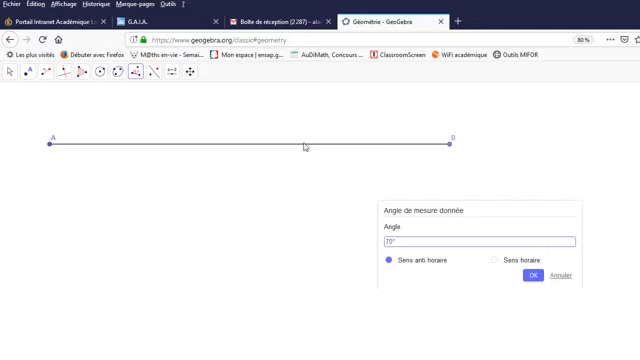 Fichier Édition Affichage Historique Marque-pages Outils
Portail Intranet Académique Lo
G.A.I.A.
Boîte de réception (2 287) - alai
Géométrie - GeoGebra
https://www.geogebra.org/classic#geometry
80 %
Les plus visités
Débuter avec Firefox
M@ths en-vie - Semai...
Mon espace | ensap.g...
AuDiMath, Concours ...
ClassroomScreen
WiFi académique
Outils MIFOR
A
B
Angle de mesure donnée
Angle
70°
Sens anti horaire
Sens horaire
OK
Annuler